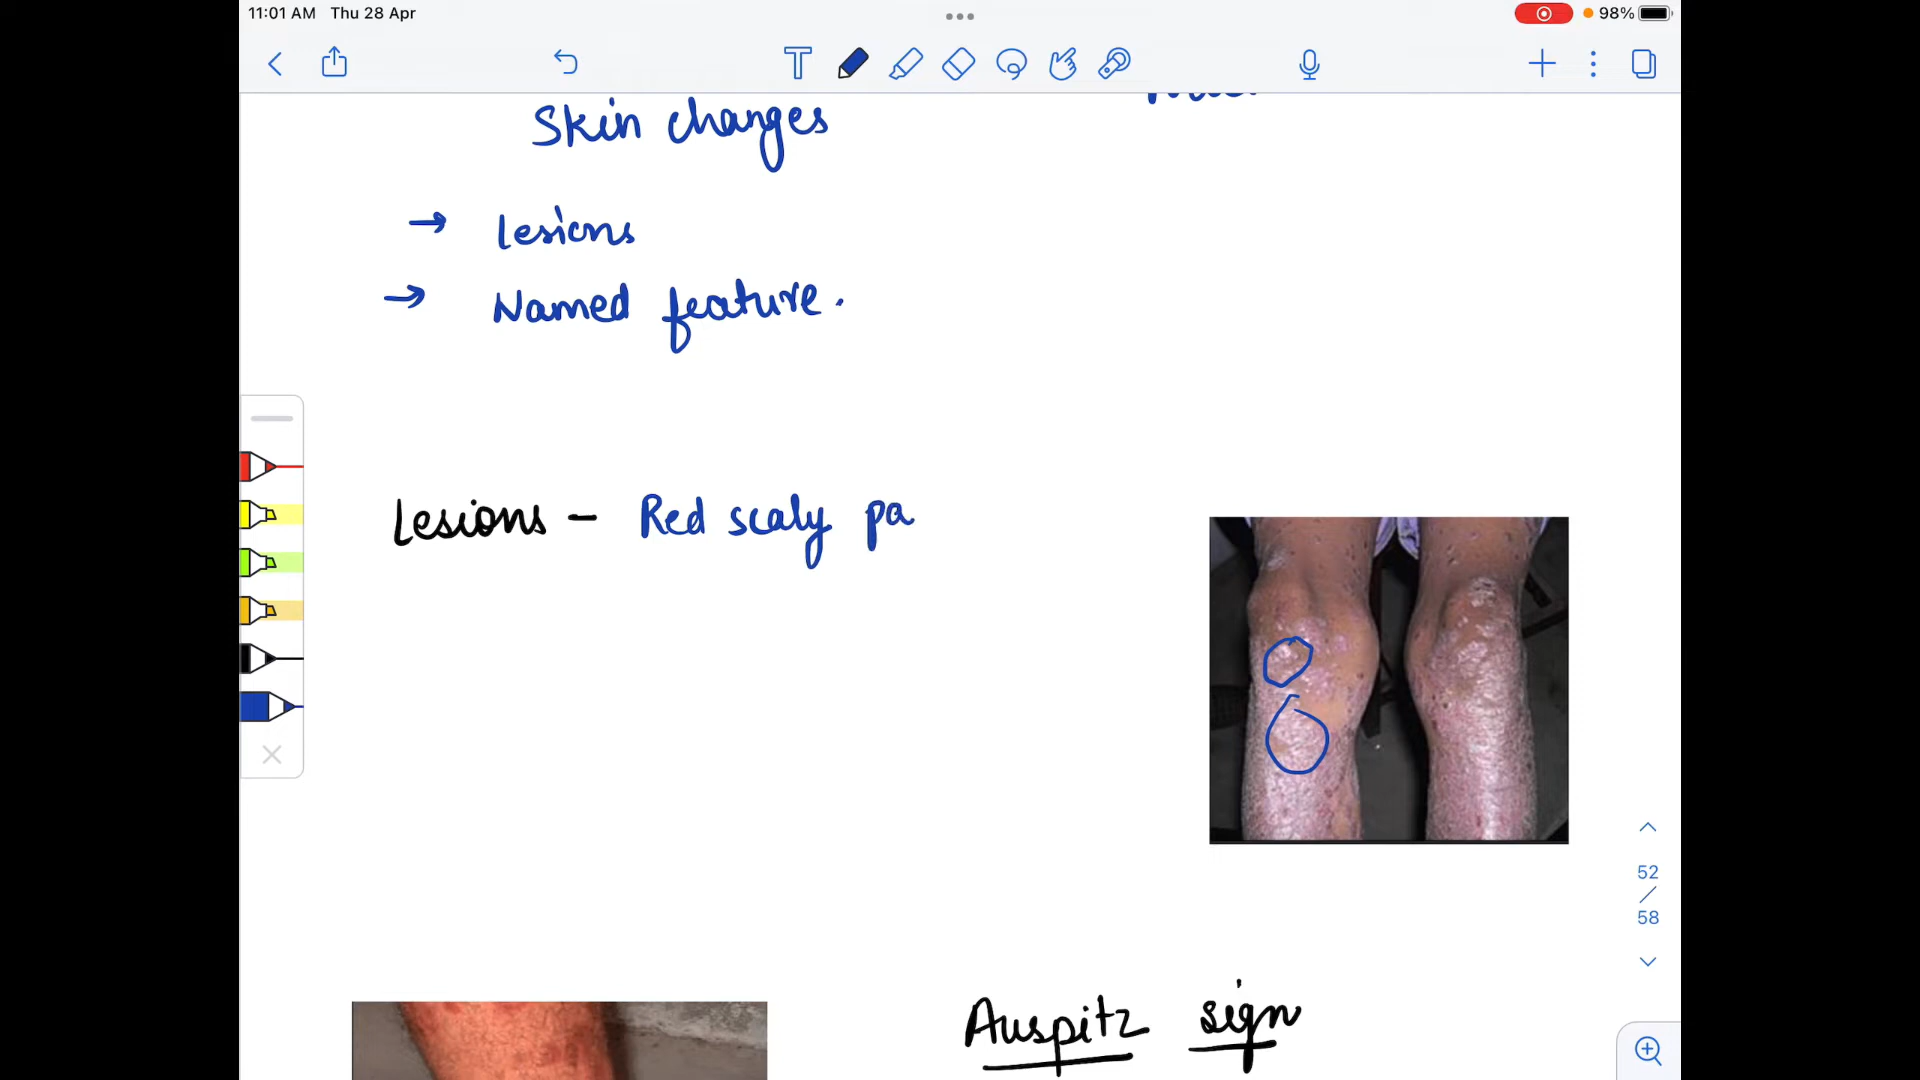 11:01 AM Thu 28 Apr
98%
T
Skin changes
→ Lesions
→ Named feature.
Lesions - Red scaly pa
52
58
Auspitz sign